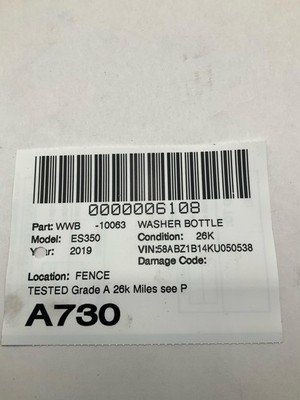 0000006108
Part: WWB -10063 WASHER BOTTLE
Model: ES350 Condition: 26K
Year: 2019 VIN:58ABZ1B14KU050538
Damage Code:
Location: FENCE
TESTED Grade A 26k Miles see P
A730